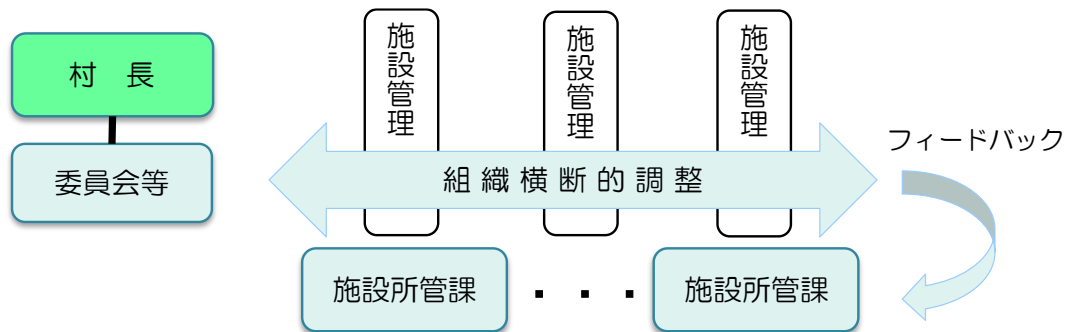 村　長
委員会等
施設管理
施設管理
施設管理
組織横断的調整
フィードバック
施設所管課
・・・
施設所管課